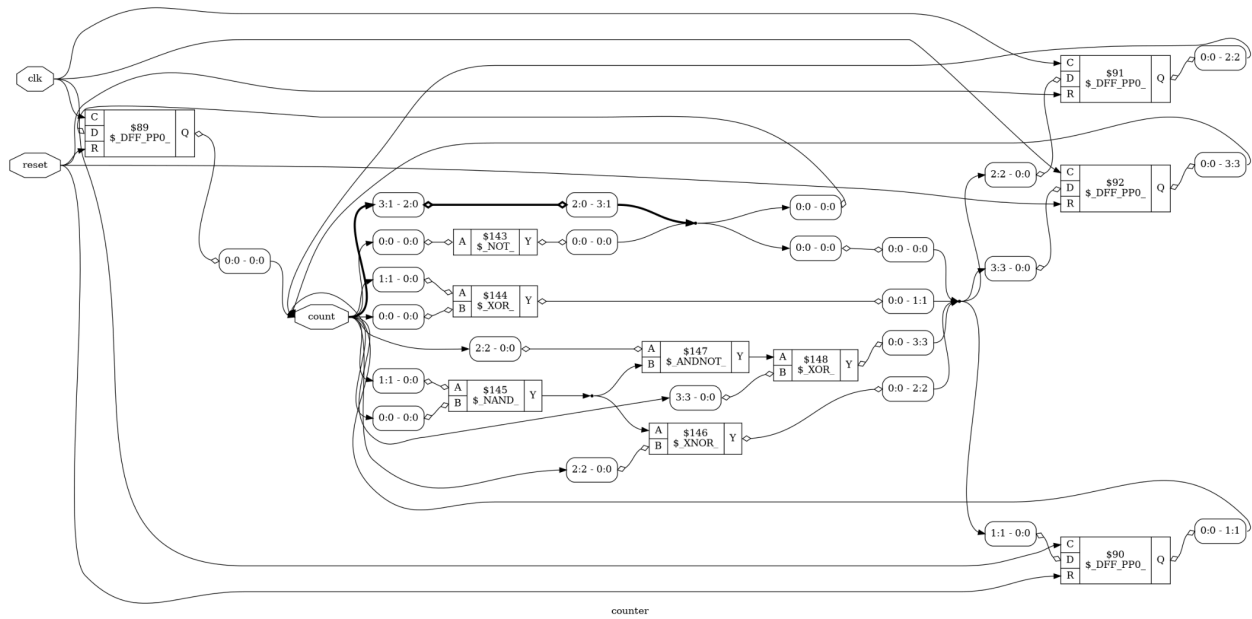 clk
reset
C
D
R
$89
$_DFF_PP0_
Q
0:0 - 0:0
count
3:1 - 2:0
2:0 - 3:1
0:0 - 0:0
A
$143
$_NOT_
Y
0:0 - 0:0
1:1 - 0:0
0:0 - 0:0
A
B
$144
$_XOR_
Y
2:2 - 0:0
1:1 - 0:0
0:0 - 0:0
A
B
$145
$_NAND_
Y
2:2 - 0:0
A
B
$147
$_ANDNOT_
Y
3:3 - 0:0
A
B
$146
$_XNOR_
Y
A
B
$148
$_XOR_
Y
0:0 - 0:0
0:0 - 0:0
0:0 - 0:0
0:0 - 1:1
0:0 - 3:3
0:0 - 2:2
2:2 - 0:0
3:3 - 0:0
1:1 - 0:0
C
D
R
$91
$_DFF_PP0_
Q
0:0 - 2:2
C
D
R
$92
$_DFF_PP0_
Q
0:0 - 3:3
C
D
R
$90
$_DFF_PP0_
Q
0:0 - 1:1
counter